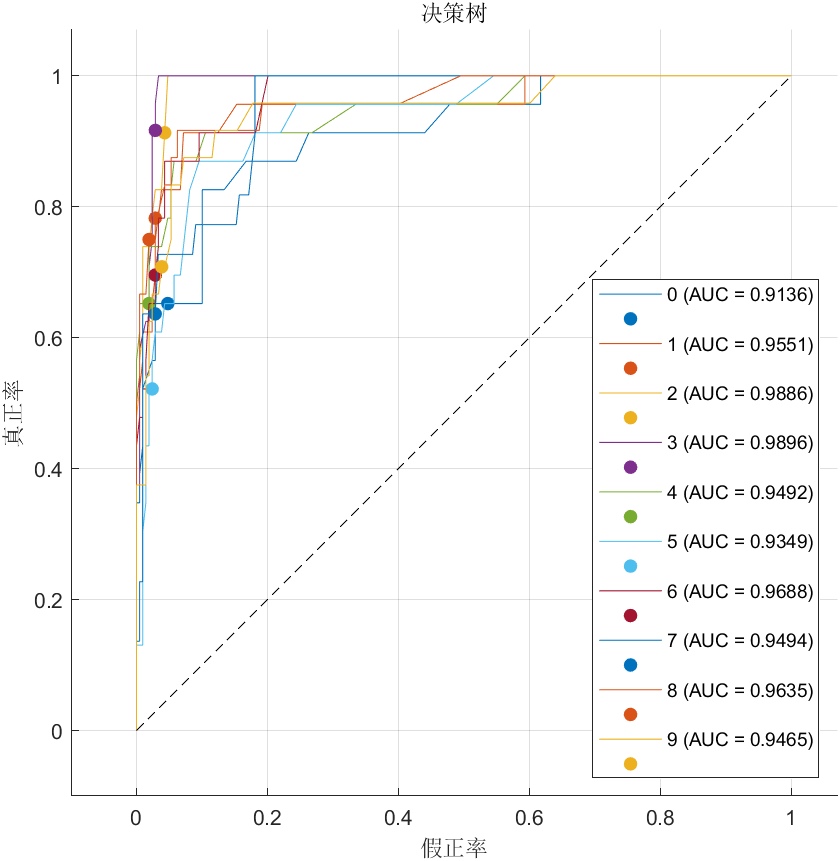 决策树
真正率
1
0.8
0.6
0.4
0.2
0
0 (AUC = 0.9136)
1 (AUC = 0.9551)
2 (AUC = 0.9886)
3 (AUC = 0.9896)
4 (AUC = 0.9492)
5 (AUC = 0.9349)
6 (AUC = 0.9688)
7 (AUC = 0.9494)
8 (AUC = 0.9635)
9 (AUC = 0.9465)
0 0.2 0.4 0.6 0.8 1
假正率